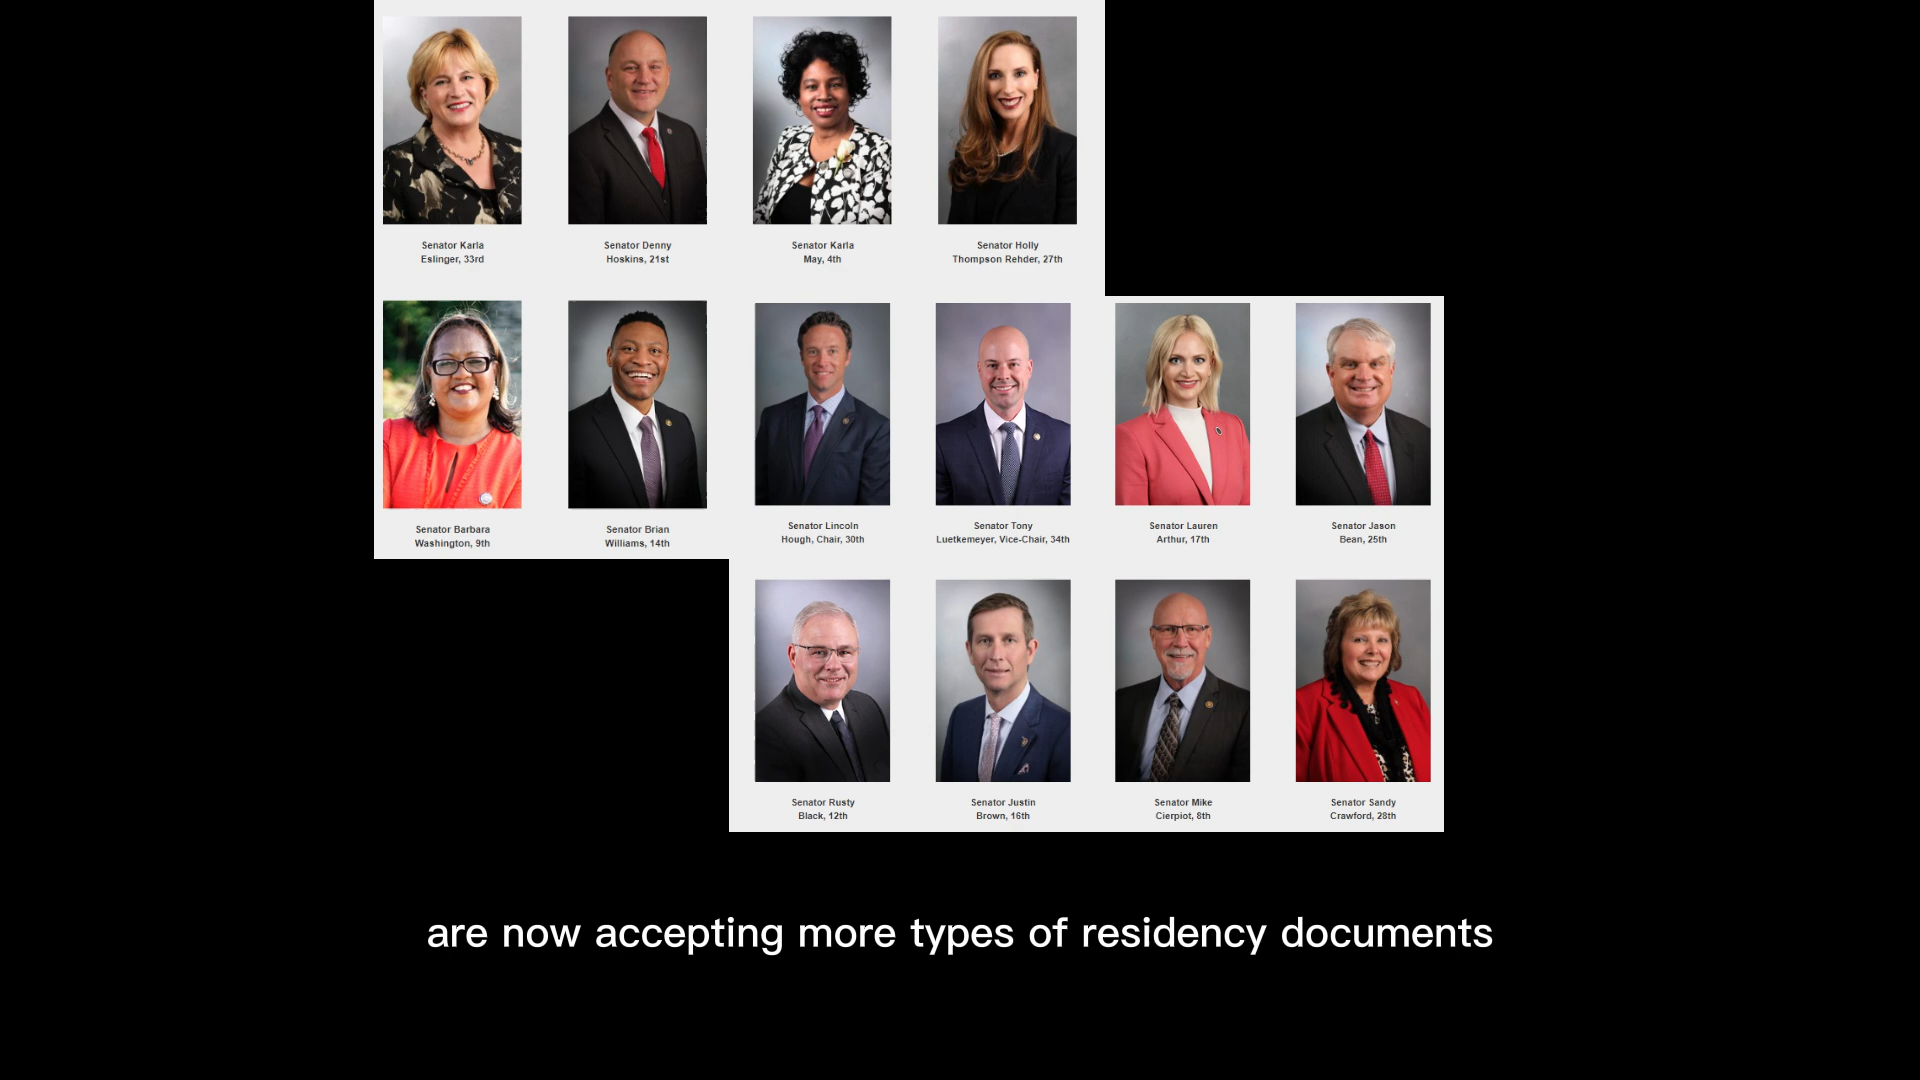 Senator Karla
Eslinger, 33rd
Senator Denny
Hoskins, 21st
Senator Karla
May, 4th
Senator Holly
Thompson Rehder, 27th
Senator Barbara
Washington, 9th
Senator Brian
Williams, 14th
Senator Lincoln
Hough, Chair, 30th
Senator Tony
Luetkemeyer, Vice-Chair, 34th
Senator Lauren
Arthur, 17th
Senator Jason
Bean, 25th
Senator Rusty
Black, 12th
Senator Justin
Brown, 16th
Senator Mike
Cierpiot, 8th
Senator Sandy
Crawford, 28th
are now accepting more types of residency documents